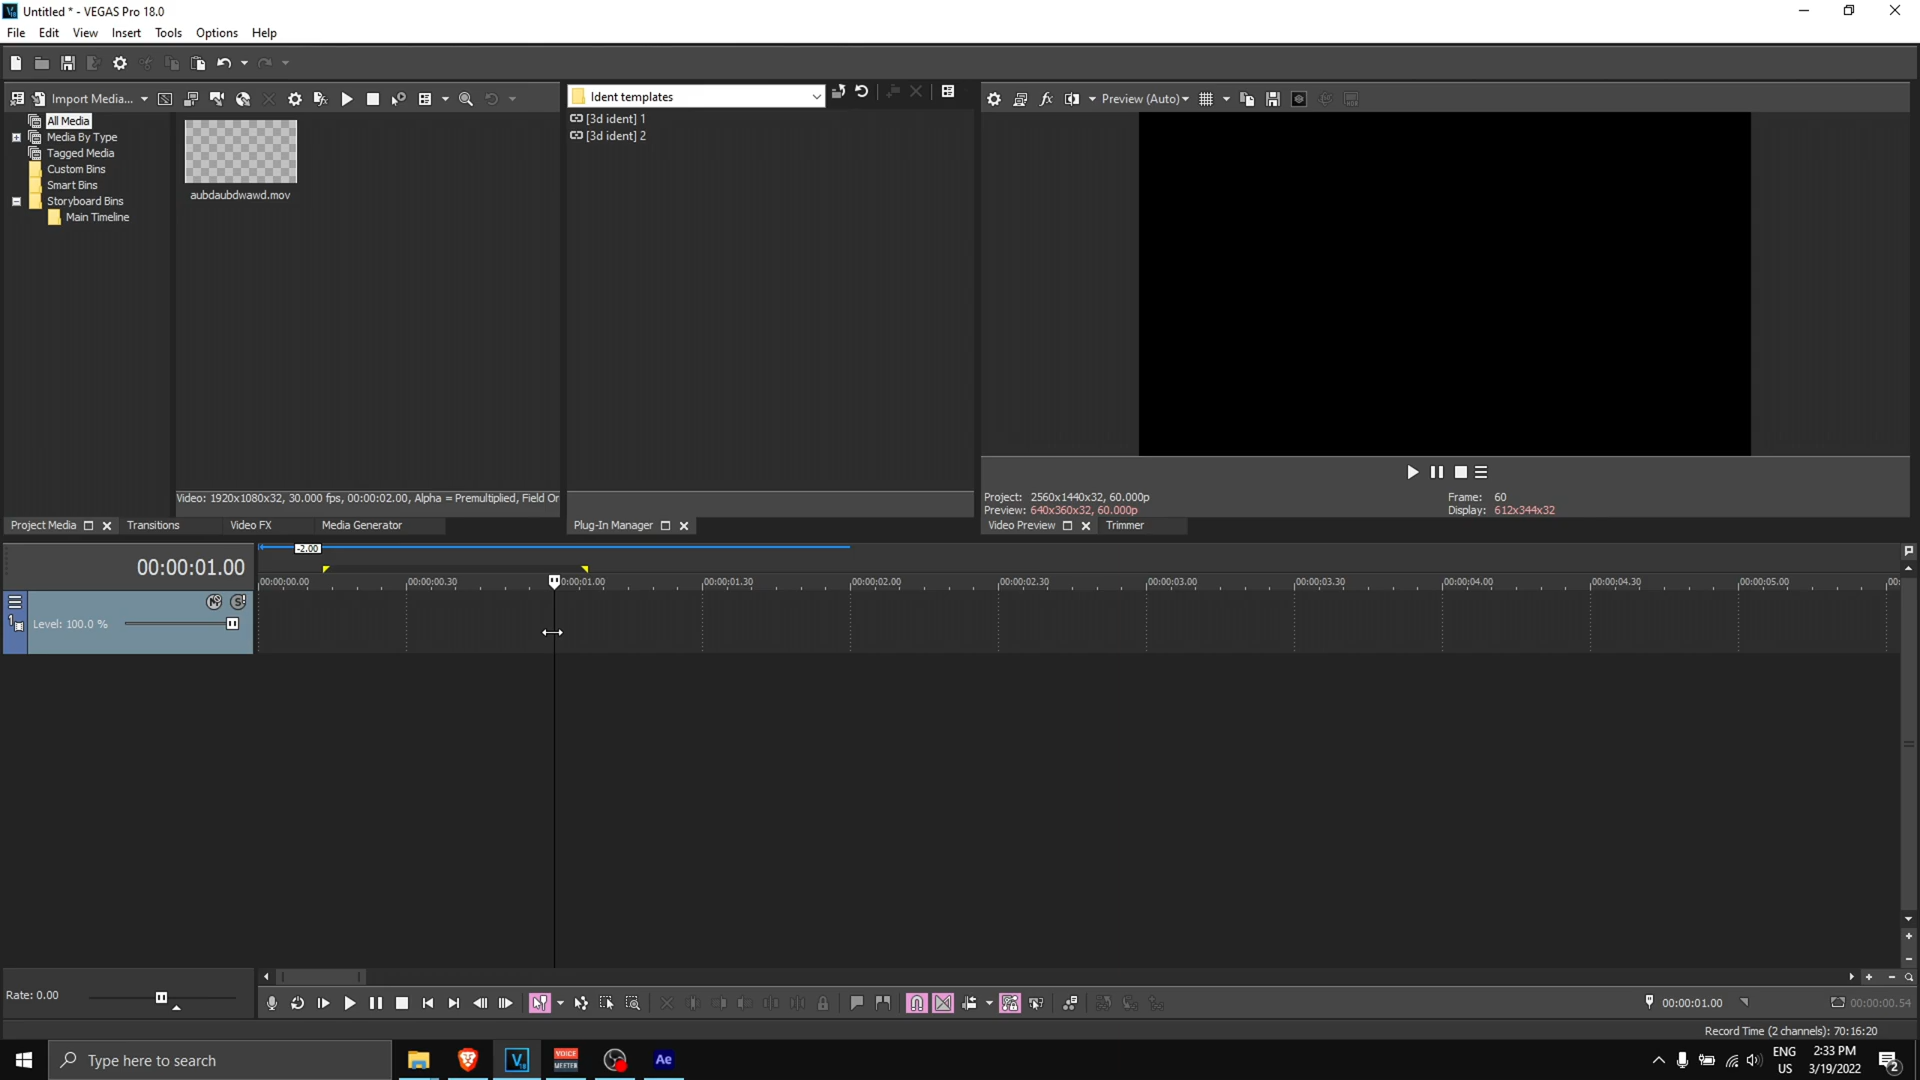 Untitled * - VEGAS Pro 18.0
File Edit View Insert Tools Options Help
Import Media...
All Media
Media By Type
Tagged Media
Custom Bins
Smart Bins
Storyboard Bins
Main Timeline
aubdaubdwawd.mov
Video: 1920x1080x32, 30.000 fps, 00:00:02.00, Alpha = Premultiplied, Field Or
Project Media Transitions Video FX Media Generator
Ident templates
[3d ident] 1
[3d ident] 2
Plug-In Manager
Preview (Auto)
Project: 2560x1440x32, 60.000p
Preview: 640x360x32, 60.000p
Frame: 60
Display: 612x344x32
Video Preview Trimmer
-2.00
00:00:01.00
00:00:00.00 00:00:00.30 00:00:01.00 00:00:01.30 00:00:02.00 00:00:02.30 00:00:03.00 00:00:03.30 00:00:04.00 00:00:04.30 00:00:05.00 00:
1 Level: 100.0 %
Rate: 0.00
00:00:01.00 00:00:00.54
Record Time (2 channels): 70:16:20
Type here to search
VOICE
MEETER
Ae
ENG
US
2:33 PM
3/19/2022
2